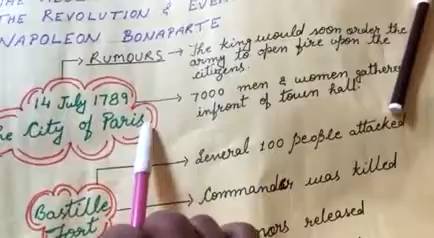 THE REVOLUTION & EVE
NAPOLEON BONAPARTE
RUMOURS → The king would soon order the
army to open fire upon the
citizens.
14 July 1789
The City of Paris
7000 men & women gathere
infront of town hall.
Several 100 people attacked
Bastille
Fort
Commander was killed
released